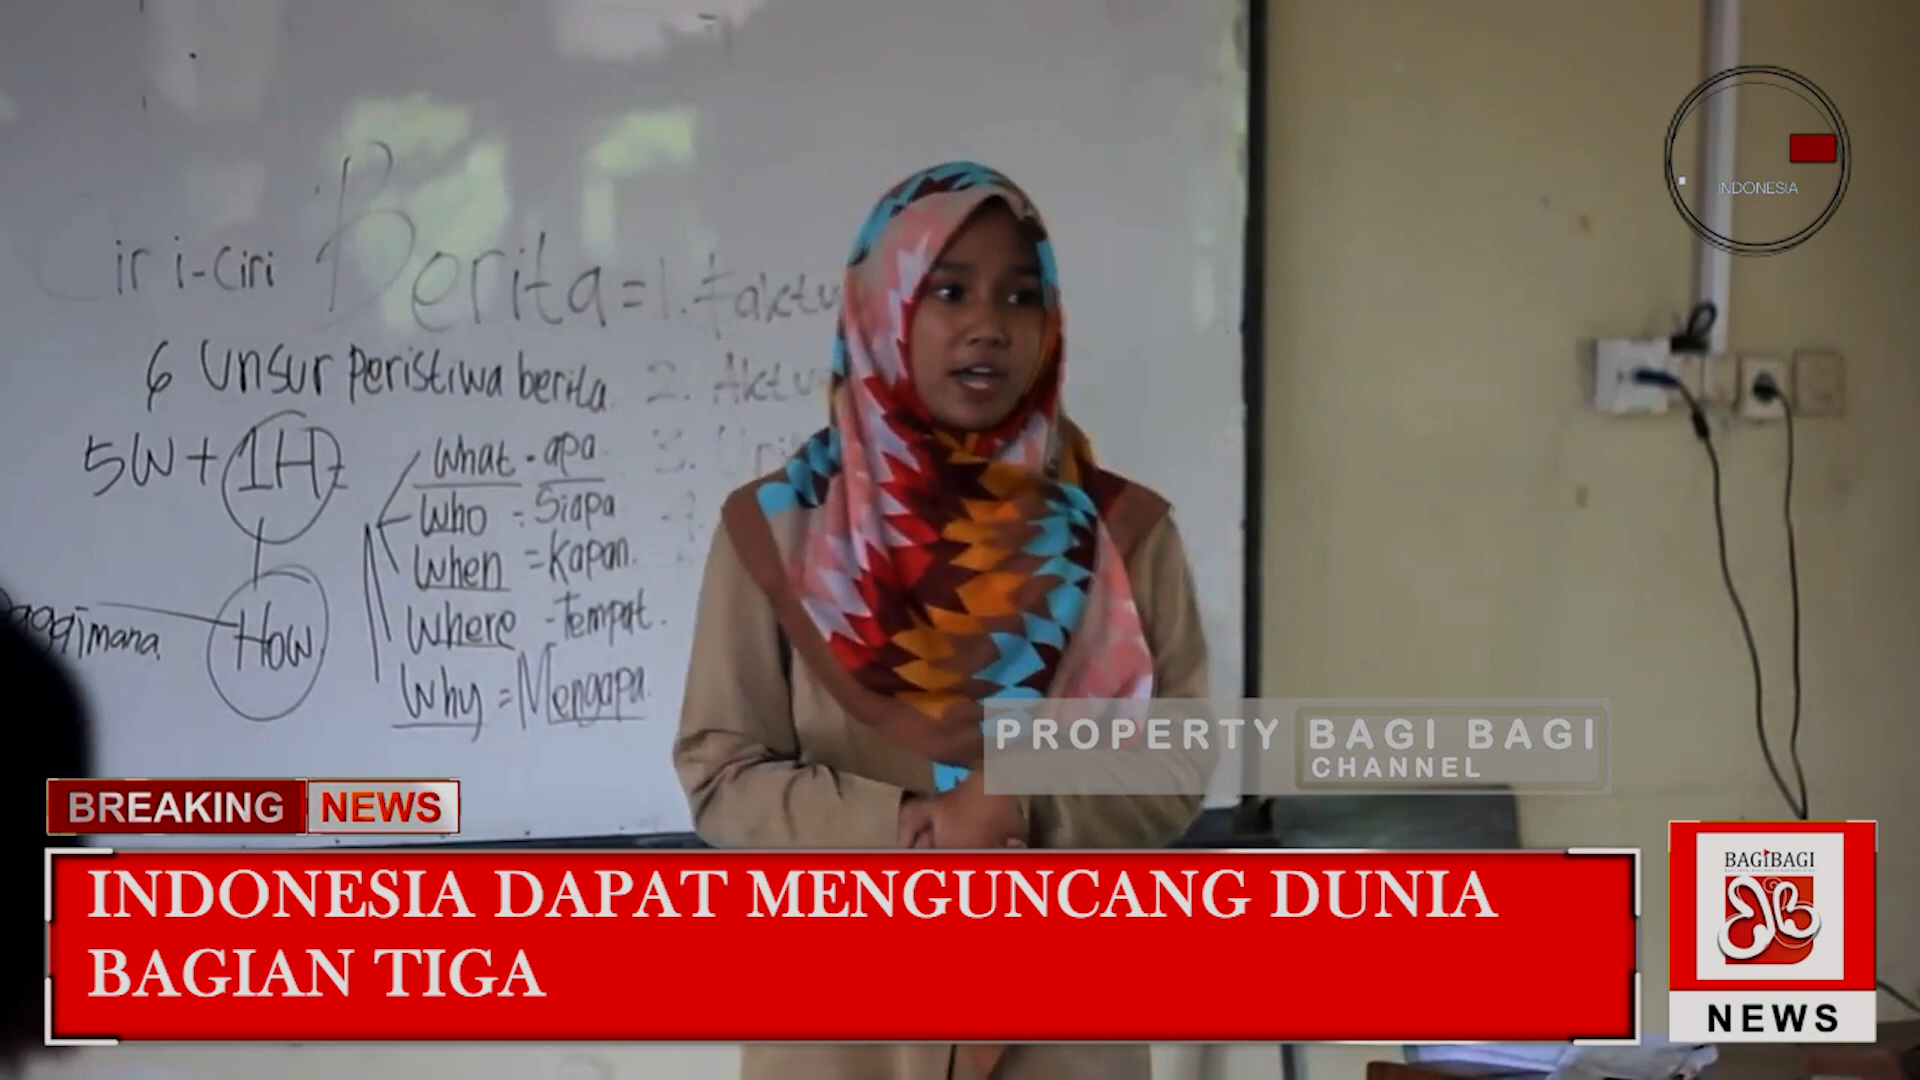 INDONESIA
Ciri-Ciri Berita = 1. Faktu
6 Unsur Peristiwa berita 2. Aktu
5W + 1H = What - apa 3.
Who = Siapa
When = Kapan.
Where - Tempat.
How
Why = Mengapa.
PROPERTY BAGI BAGI
CHANNEL
BREAKING NEWS
INDONESIA DAPAT MENGUNCANG DUNIA
BAGIAN TIGA
BAGIBAGI
NEWS